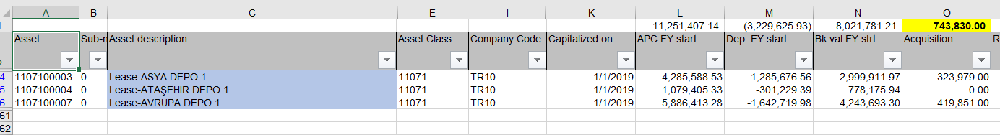 A B C E I K L M N O
11,251,407.14 (3,229,625.93) 8,021,781.21 743,830.00
Asset Sub-n Asset description Asset Class Company Code Capitalized on APC FY start Dep. FY start Bk.val.FY strt Acquisition R
4 1107100003 0 Lease-ASYA DEPO 1 11071 TR10 1/1/2019 4,285,588.53 -1,285,676.56 2,999,911.97 323,979.00
5 1107100004 0 Lease-ATAŞEHİR DEPO 1 11071 TR10 1/1/2019 1,079,405.33 -301,229.39 778,175.94 0.00
6 1107100007 0 Lease-AVRUPA DEPO 1 11071 TR10 1/1/2019 5,886,413.28 -1,642,719.98 4,243,693.30 419,851.00
61
62